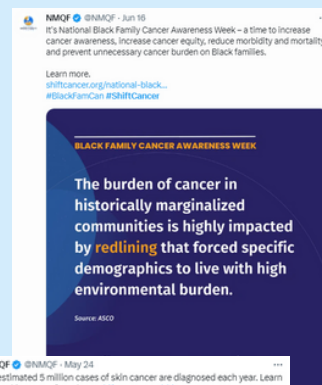 NMQF @NMQF · Jun 16
It's National Black Family Cancer Awareness Week – a time to increase
cancer awareness, increase cancer equity, reduce morbidity and mortality
and prevent unnecessary cancer burden on Black families.
Learn more.
shiftcancer.org/national-black...
#BlackFamCan #ShiftCancer
BLACK FAMILY CANCER AWARENESS WEEK
The burden of cancer in
historically marginalized
communities is highly impacted
by redlining that forced specific
demographics to live with high
environmental burden.
Source: ASCO
QF @NMQF · May 24
estimated 5 million cases of skin cancer are diagnosed each year. Learn